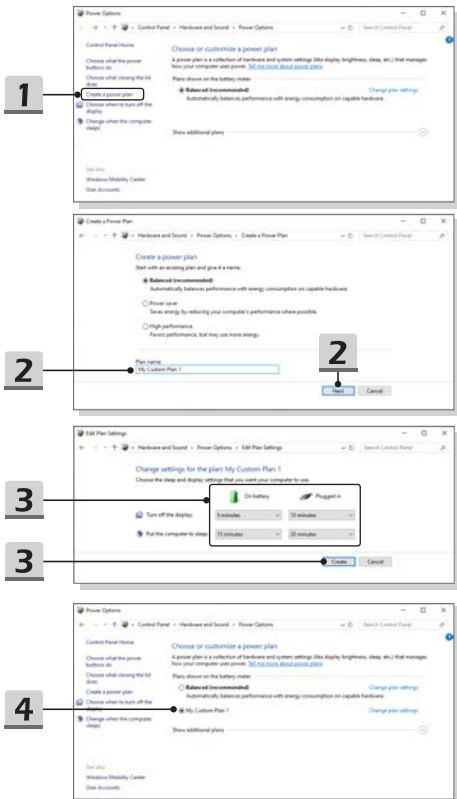 Power Options
Control Panel › Hardware and Sound › Power Options
Search Control Panel
Control Panel Home
Choose what the power
buttons do
Choose what closing the lid
does
Create a power plan
Choose when to turn off the
display
Change when the computer
sleeps
See also
Windows Mobility Center
User Accounts
Choose or customize a power plan
A power plan is a collection of hardware and system settings (like display brightness, sleep, etc.) that manages
how your computer uses power. Tell me more about power plans
Plans shown on the battery meter
Balanced (recommended) Change plan settings
Automatically balances performance with energy consumption on capable hardware.
Show additional plans
1
Create a Power Plan
Hardware and Sound › Power Options › Create a Power Plan
Search Control Panel
Create a power plan
Start with an existing plan and give it a name.
Balanced (recommended)
Automatically balances performance with energy consumption on capable hardware.
Power saver
Saves energy by reducing your computer's performance where possible.
High performance
Favors performance, but may use more energy.
Plan name:
My Custom Plan 1
2
2
Next Cancel
Edit Plan Settings
Hardware and Sound › Power Options › Edit Plan Settings
Search Control Panel
Change settings for the plan: My Custom Plan 1
Choose the sleep and display settings that you want your computer to use.
On battery Plugged in
Turn off the display: 5 minutes 10 minutes
Put the computer to sleep: 15 minutes 30 minutes
3
3
Create Cancel
Power Options
Control Panel › Hardware and Sound › Power Options
Search Control Panel
Control Panel Home
Choose what the power
buttons do
Choose what closing the lid
does
Create a power plan
Choose when to turn off the
display
Change when the computer
sleeps
See also
Windows Mobility Center
User Accounts
Choose or customize a power plan
A power plan is a collection of hardware and system settings (like display brightness, sleep, etc.) that manages
how your computer uses power. Tell me more about power plans
Plans shown on the battery meter
Balanced (recommended) Change plan settings
Automatically balances performance with energy consumption on capable hardware.
My Custom Plan 1 Change plan settings
Show additional plans
4